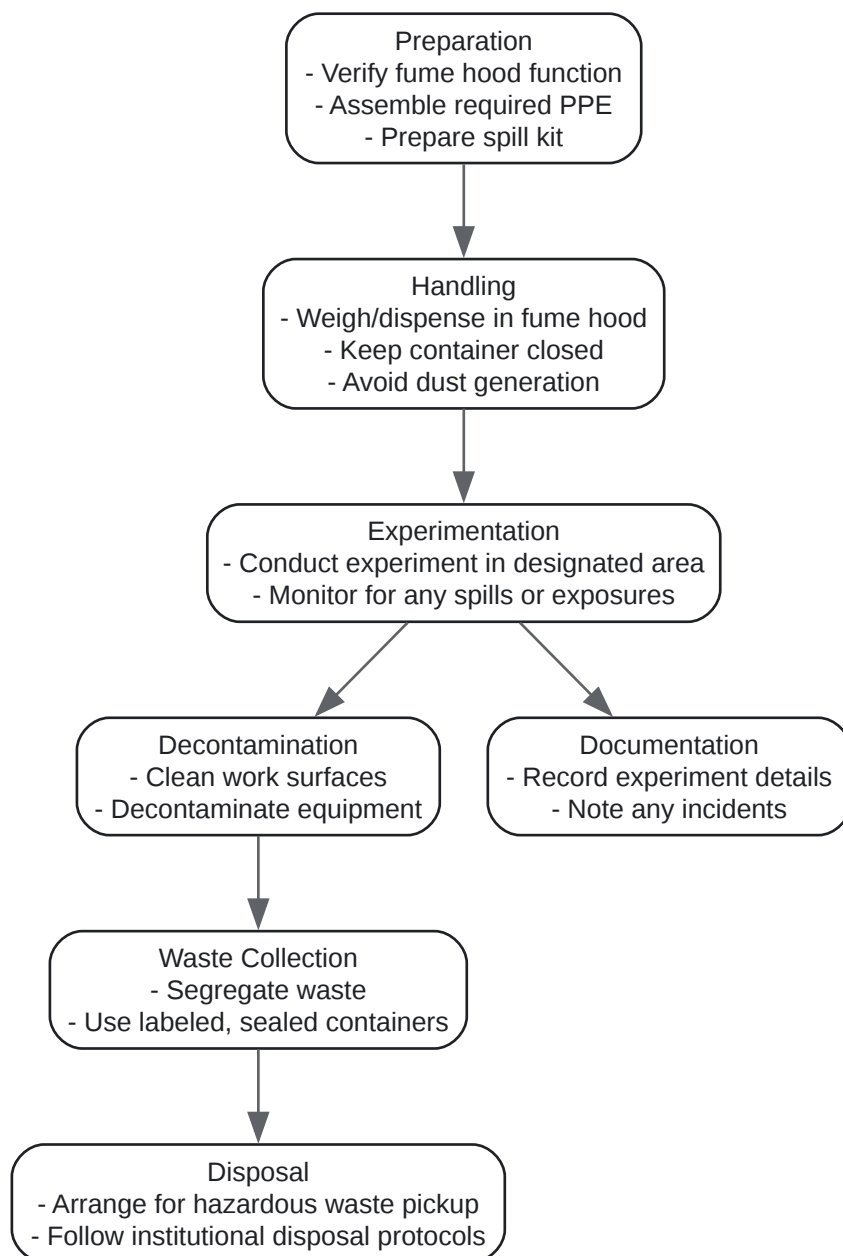 Preparation
- Verify fume hood function
- Assemble required PPE
- Prepare spill kit
Handling
- Weigh/dispense in fume hood
- Keep container closed
- Avoid dust generation
Experimentation
- Conduct experiment in designated area
- Monitor for any spills or exposures
Decontamination
- Clean work surfaces
- Decontaminate equipment
Documentation
- Record experiment details
- Note any incidents
Waste Collection
- Segregate waste
- Use labeled, sealed containers
Disposal
- Arrange for hazardous waste pickup
- Follow institutional disposal protocols